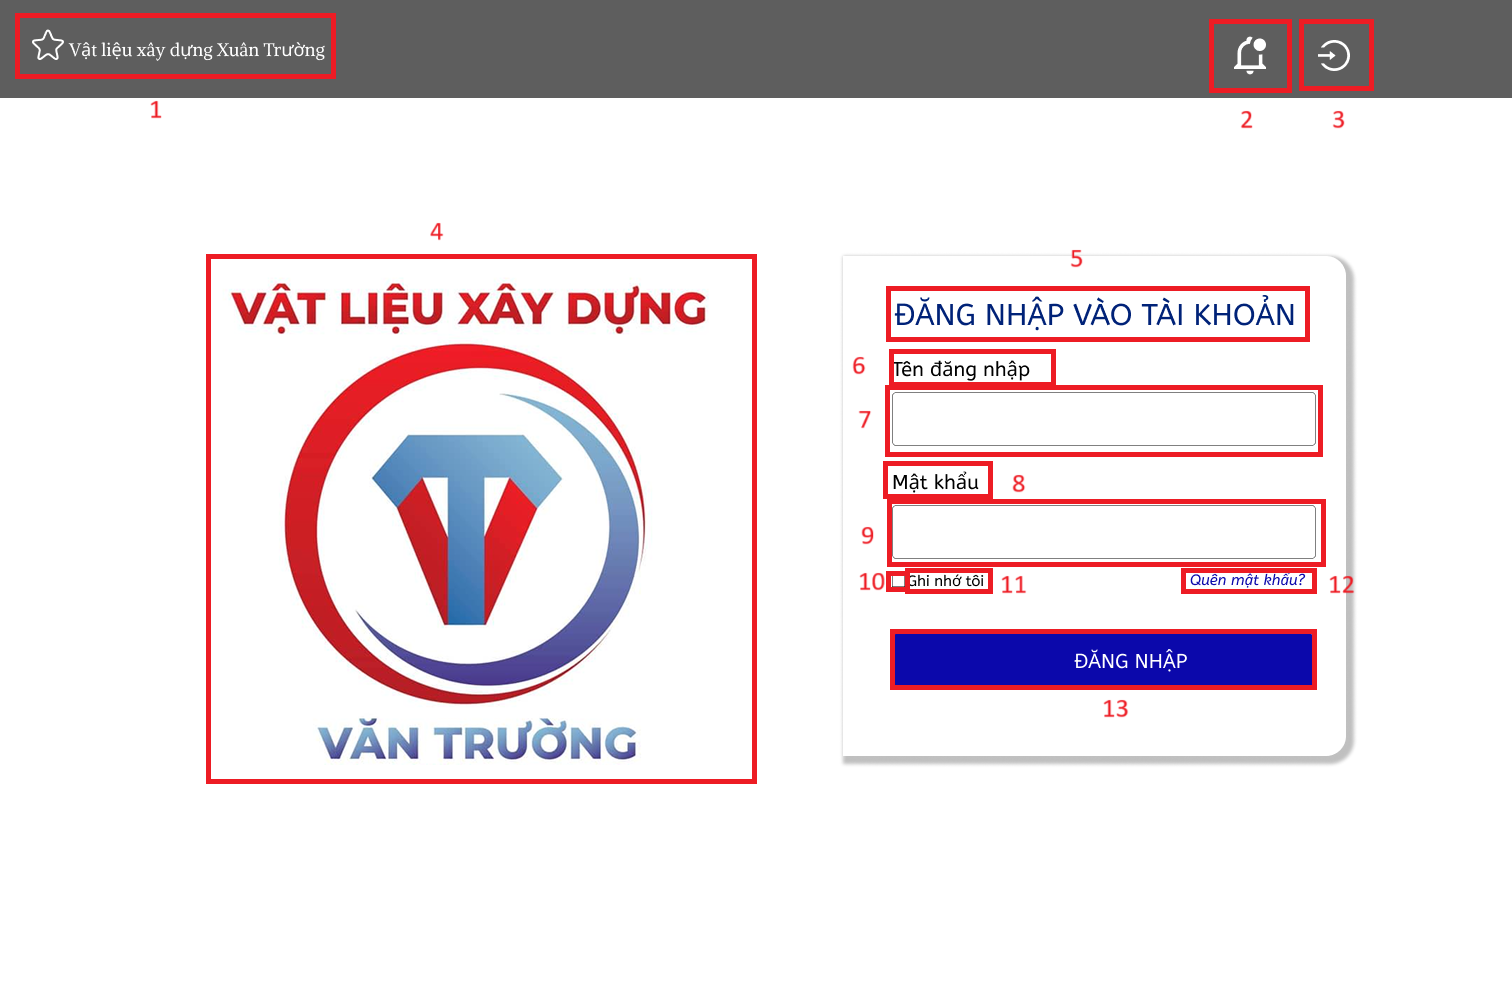 Vật liệu xây dựng Xuân Trường
1
2
3
4
VẬT LIỆU XÂY DỰNG
VĂN TRƯỜNG
5
ĐĂNG NHẬP VÀO TÀI KHOẢN
6
Tên đăng nhập
7
Mật khẩu
8
9
10
Ghi nhớ tôi
11
Quên mật khẩu?
12
ĐĂNG NHẬP
13